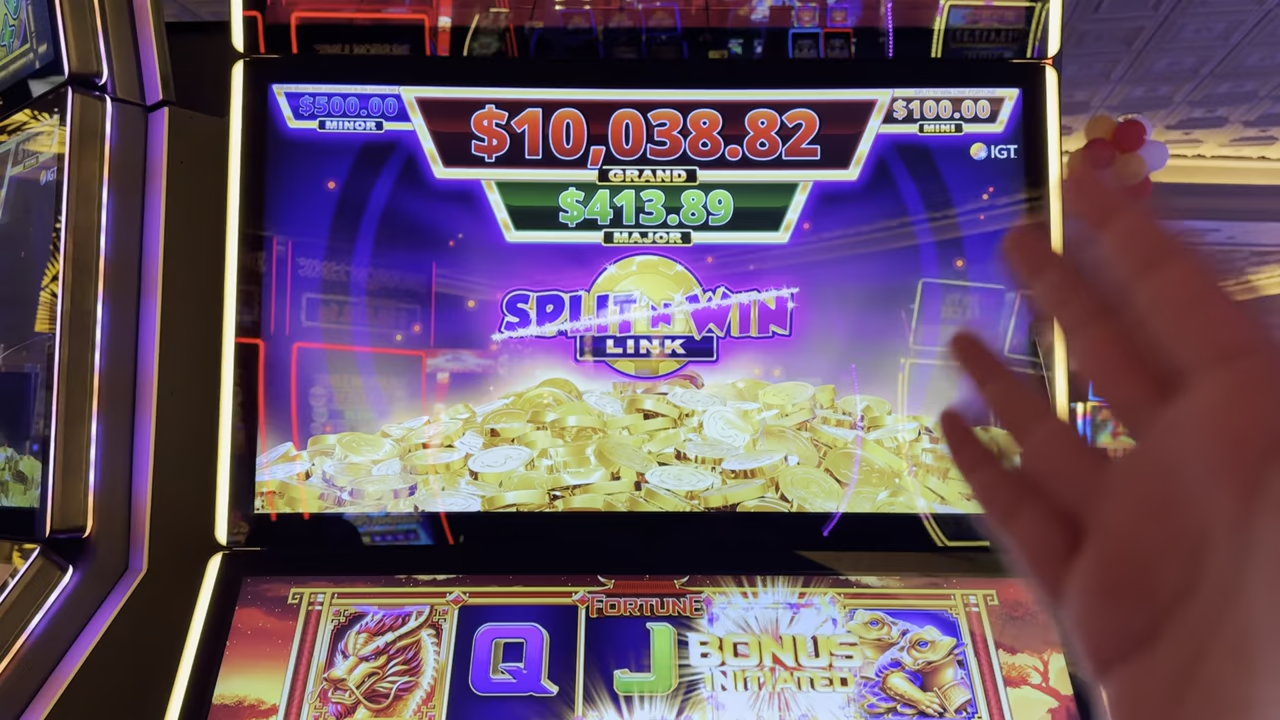 $500.00
MINOR
$10,038.82
GRAND
$100.00
MINI
IGT
$413.89
MAJOR
SPLIT N WIN
LINK
FORTUNE
Q
J
BONUS
INITIATED